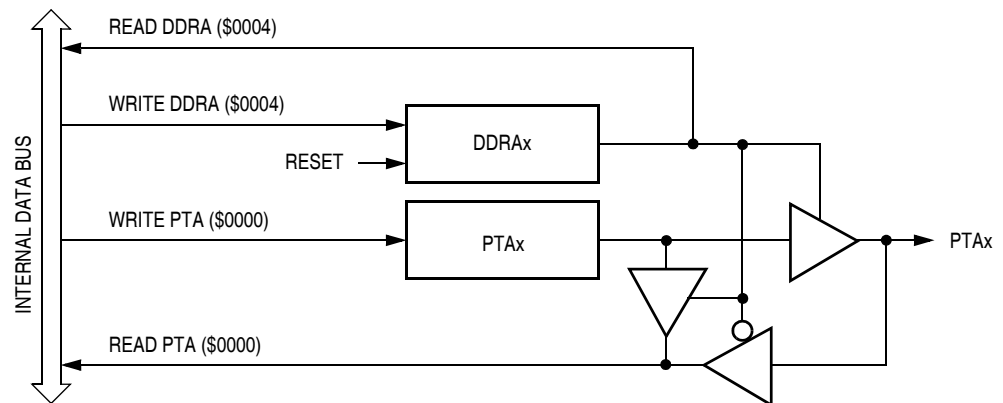 READ DDRA ($0004)
WRITE DDRA ($0004)
DDRAx
RESET
INTERNAL DATA BUS
WRITE PTA ($0000)
PTAx
PTAx
READ PTA ($0000)